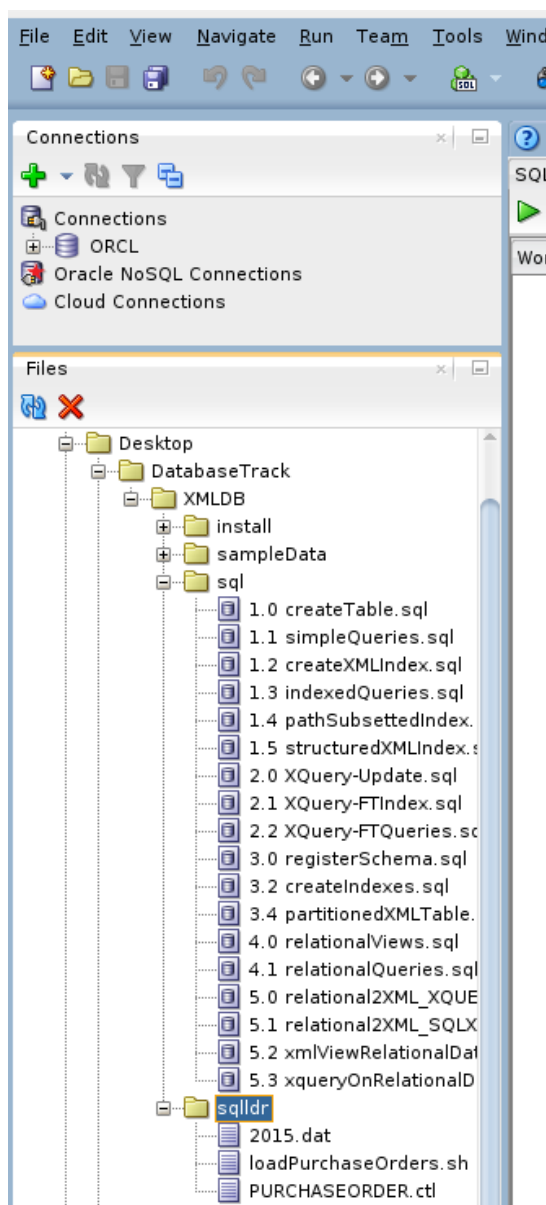 File Edit View Navigate Run Team Tools Wind
SQL
Connections
SQL
Connections
ORCL
Wor
Oracle NoSQL Connections
Cloud Connections
Files
Desktop
DatabaseTrack
XMLDB
install
sampleData
sql
1.0 createTable.sql
1.1 simpleQueries.sql
1.2 createXMLIndex.sql
1.3 indexedQueries.sql
1.4 pathSubsettedIndex.
1.5 structuredXMLIndex.s
2.0 XQuery-Update.sql
2.1 XQuery-FTIndex.sql
2.2 XQuery-FTQueries.sc
3.0 registerSchema.sql
3.2 createIndexes.sql
3.4 partitionedXMLTable.
4.0 relationalViews.sql
4.1 relationalQueries.sql
5.0 relational2XML_XQUE
5.1 relational2XML_SQLX
5.2 xmlViewRelationalDat
5.3 xqueryOnRelationalD
sqlldr
2015.dat
loadPurchaseOrders.sh
PURCHASEORDER.ctl